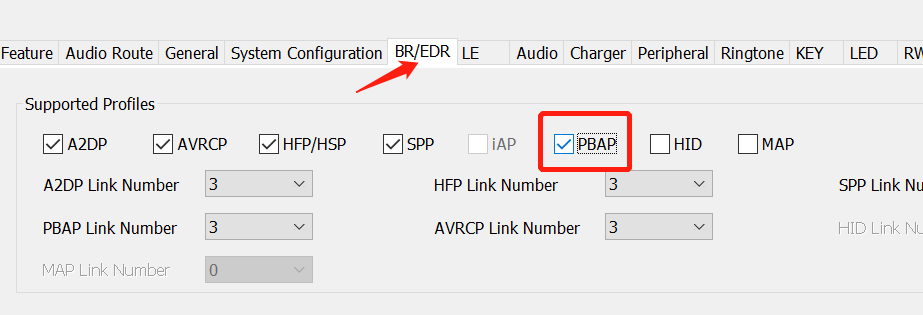 Feature Audio Route General System Configuration BR/EDR LE Audio Charger Peripheral Ringtone KEY LED RW
Supported Profiles
A2DP AVRCP HFP/HSP SPP iAP PBAP HID MAP
A2DP Link Number 3 HFP Link Number 3 SPP Link Nu
PBAP Link Number 3 AVRCP Link Number 3 HID Link Nu
MAP Link Number 0